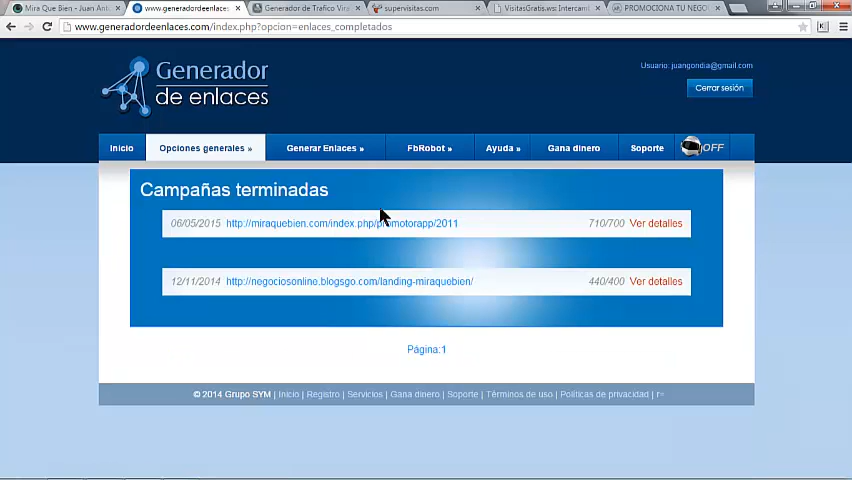 Mira Que Bien - Juan Ant
www.generadordeenlaces.c
Generador de Trafico Vira
supervisitas.com
VisitasGratis.ws: Intercam
PROMOCIONA TU NEGO
www.generadordeenlaces.com/index.php?opcion=enlaces_completados
Generador
de enlaces
Usuario: juangondia@gmail.com
Cerrar sesión
Inicio
Opciones generales »
Generar Enlaces »
FbRobot »
Ayuda »
Gana dinero
Soporte
OFF
Campañas terminadas
06/05/2015 http://miraquebien.com/index.php/promotorapp/2011 710/700 Ver detalles
12/11/2014 http://negociosonline.blogsgo.com/landing-miraquebien/ 440/400 Ver detalles
Página:1
© 2014 Grupo SYM | Inicio | Registro | Servicios | Gana dinero | Soporte | Términos de uso | Políticas de privacidad |